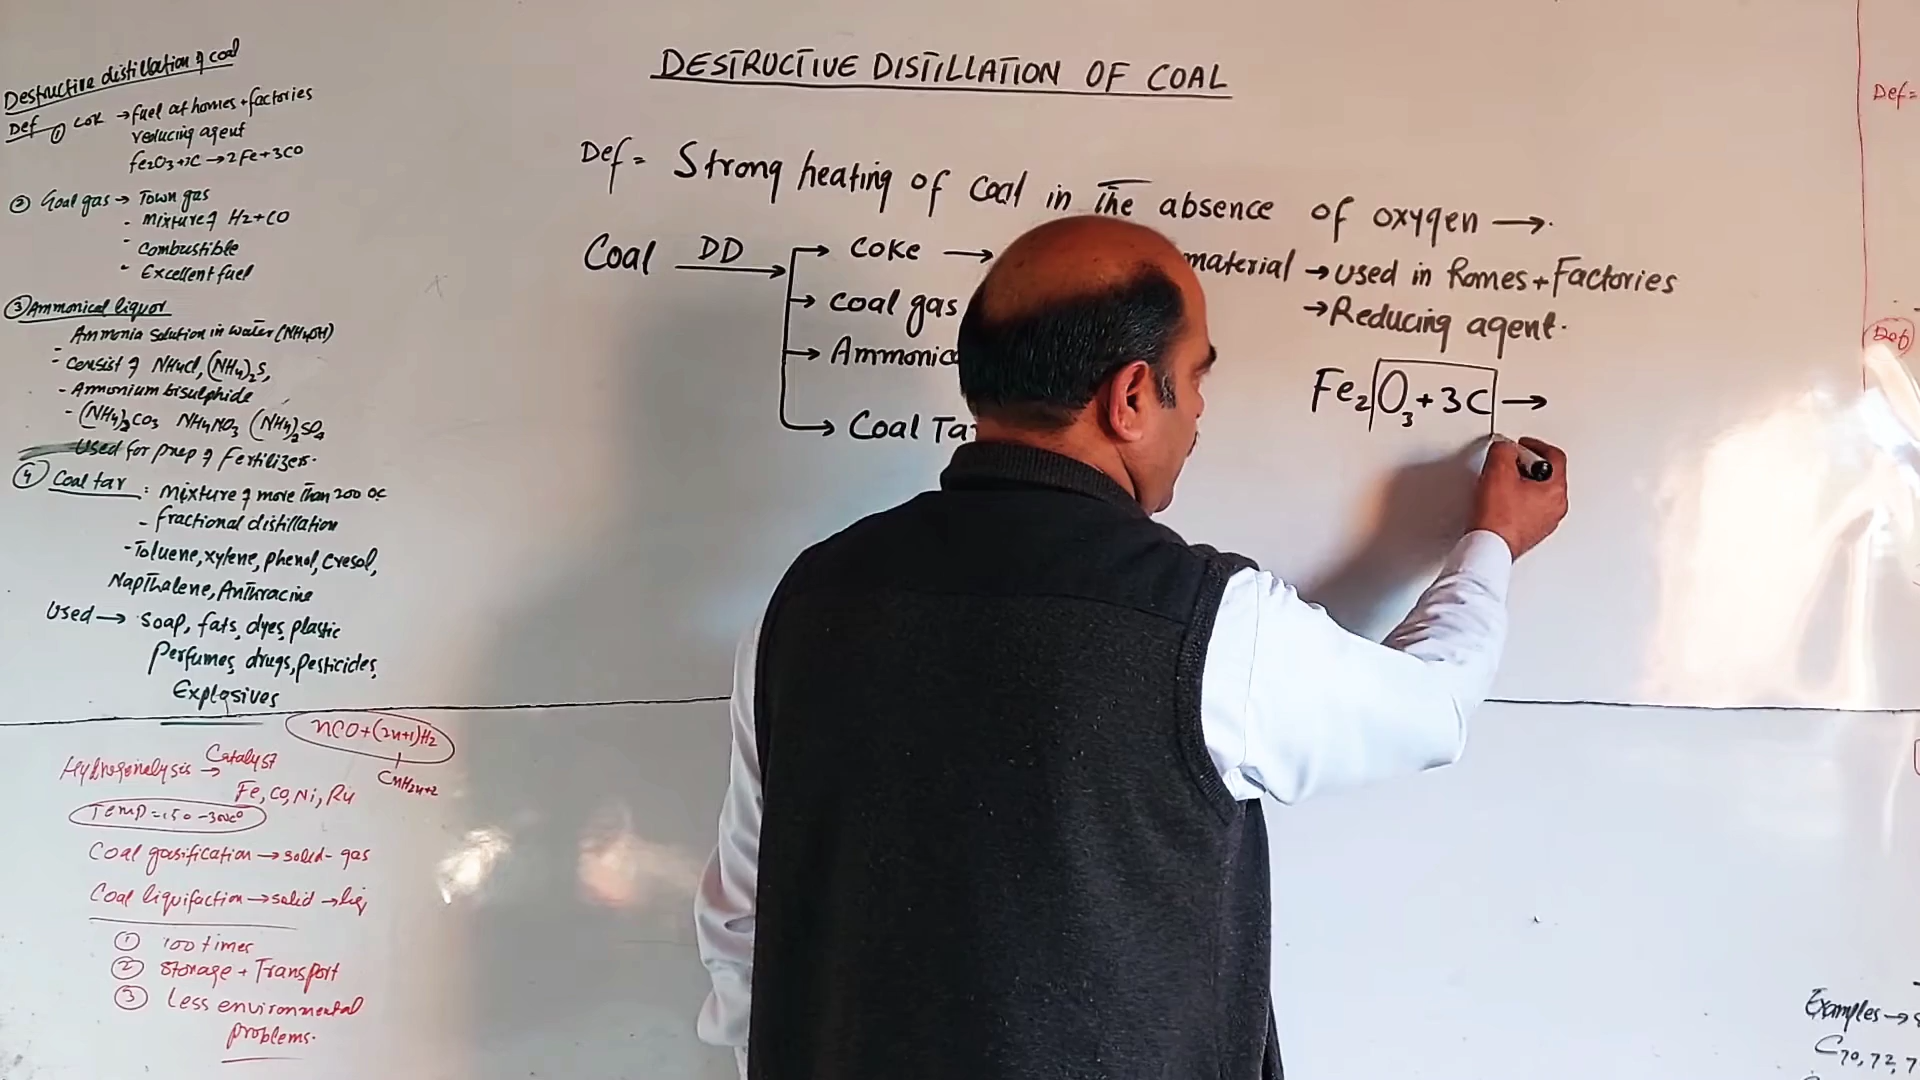 Destructive distillation of coal
Def ① Cok → fuel at homes + factories
reducing agent
Fe2O3+3C → 2Fe+3CO
② Coal gas → Town gas
- Mixture of H2 + CO
- Combustible
- Excellent fuel
③ Ammonical liquor
Ammonia solution in water (NH4OH)
- Consist of NH4Cl, (NH4)2S,
- Ammonium bisulphide
- (NH4)2CO3 NH4NO3 (NH4)2SO4
Used for prep of Fertilizers.
④ Coal tar : Mixture of more than 200 oc
- fractional distillation
- Toluene, xylene, phenol, cresol,
Napthalene, Anthracine
Used → Soap, fats, dyes, plastic
Perfumes, drugs, pesticides,
Explosives
nCO+(2n+1)H2
CnH2n+2
Hydrogenalysis → Catalyst
Fe, CO, Ni, Ru
Temp = 150 - 300C°
Coal gasification → solid - gas
Coal liquifaction → solid → liq
① 100 times
② Storage + Transport
③ Less environmental
problems.
DESTRUCTIVE DISTILLATION OF COAL
Def = Strong heating of coal in the absence of oxygen →.
Coal DD → Coke → material → used in Homes + Factories
→ Coal gas → Reducing agent.
→ Ammonica
Fe2O3 + 3C →
→ Coal Ta
Def =
Def
Examples →
C70, 72, 7